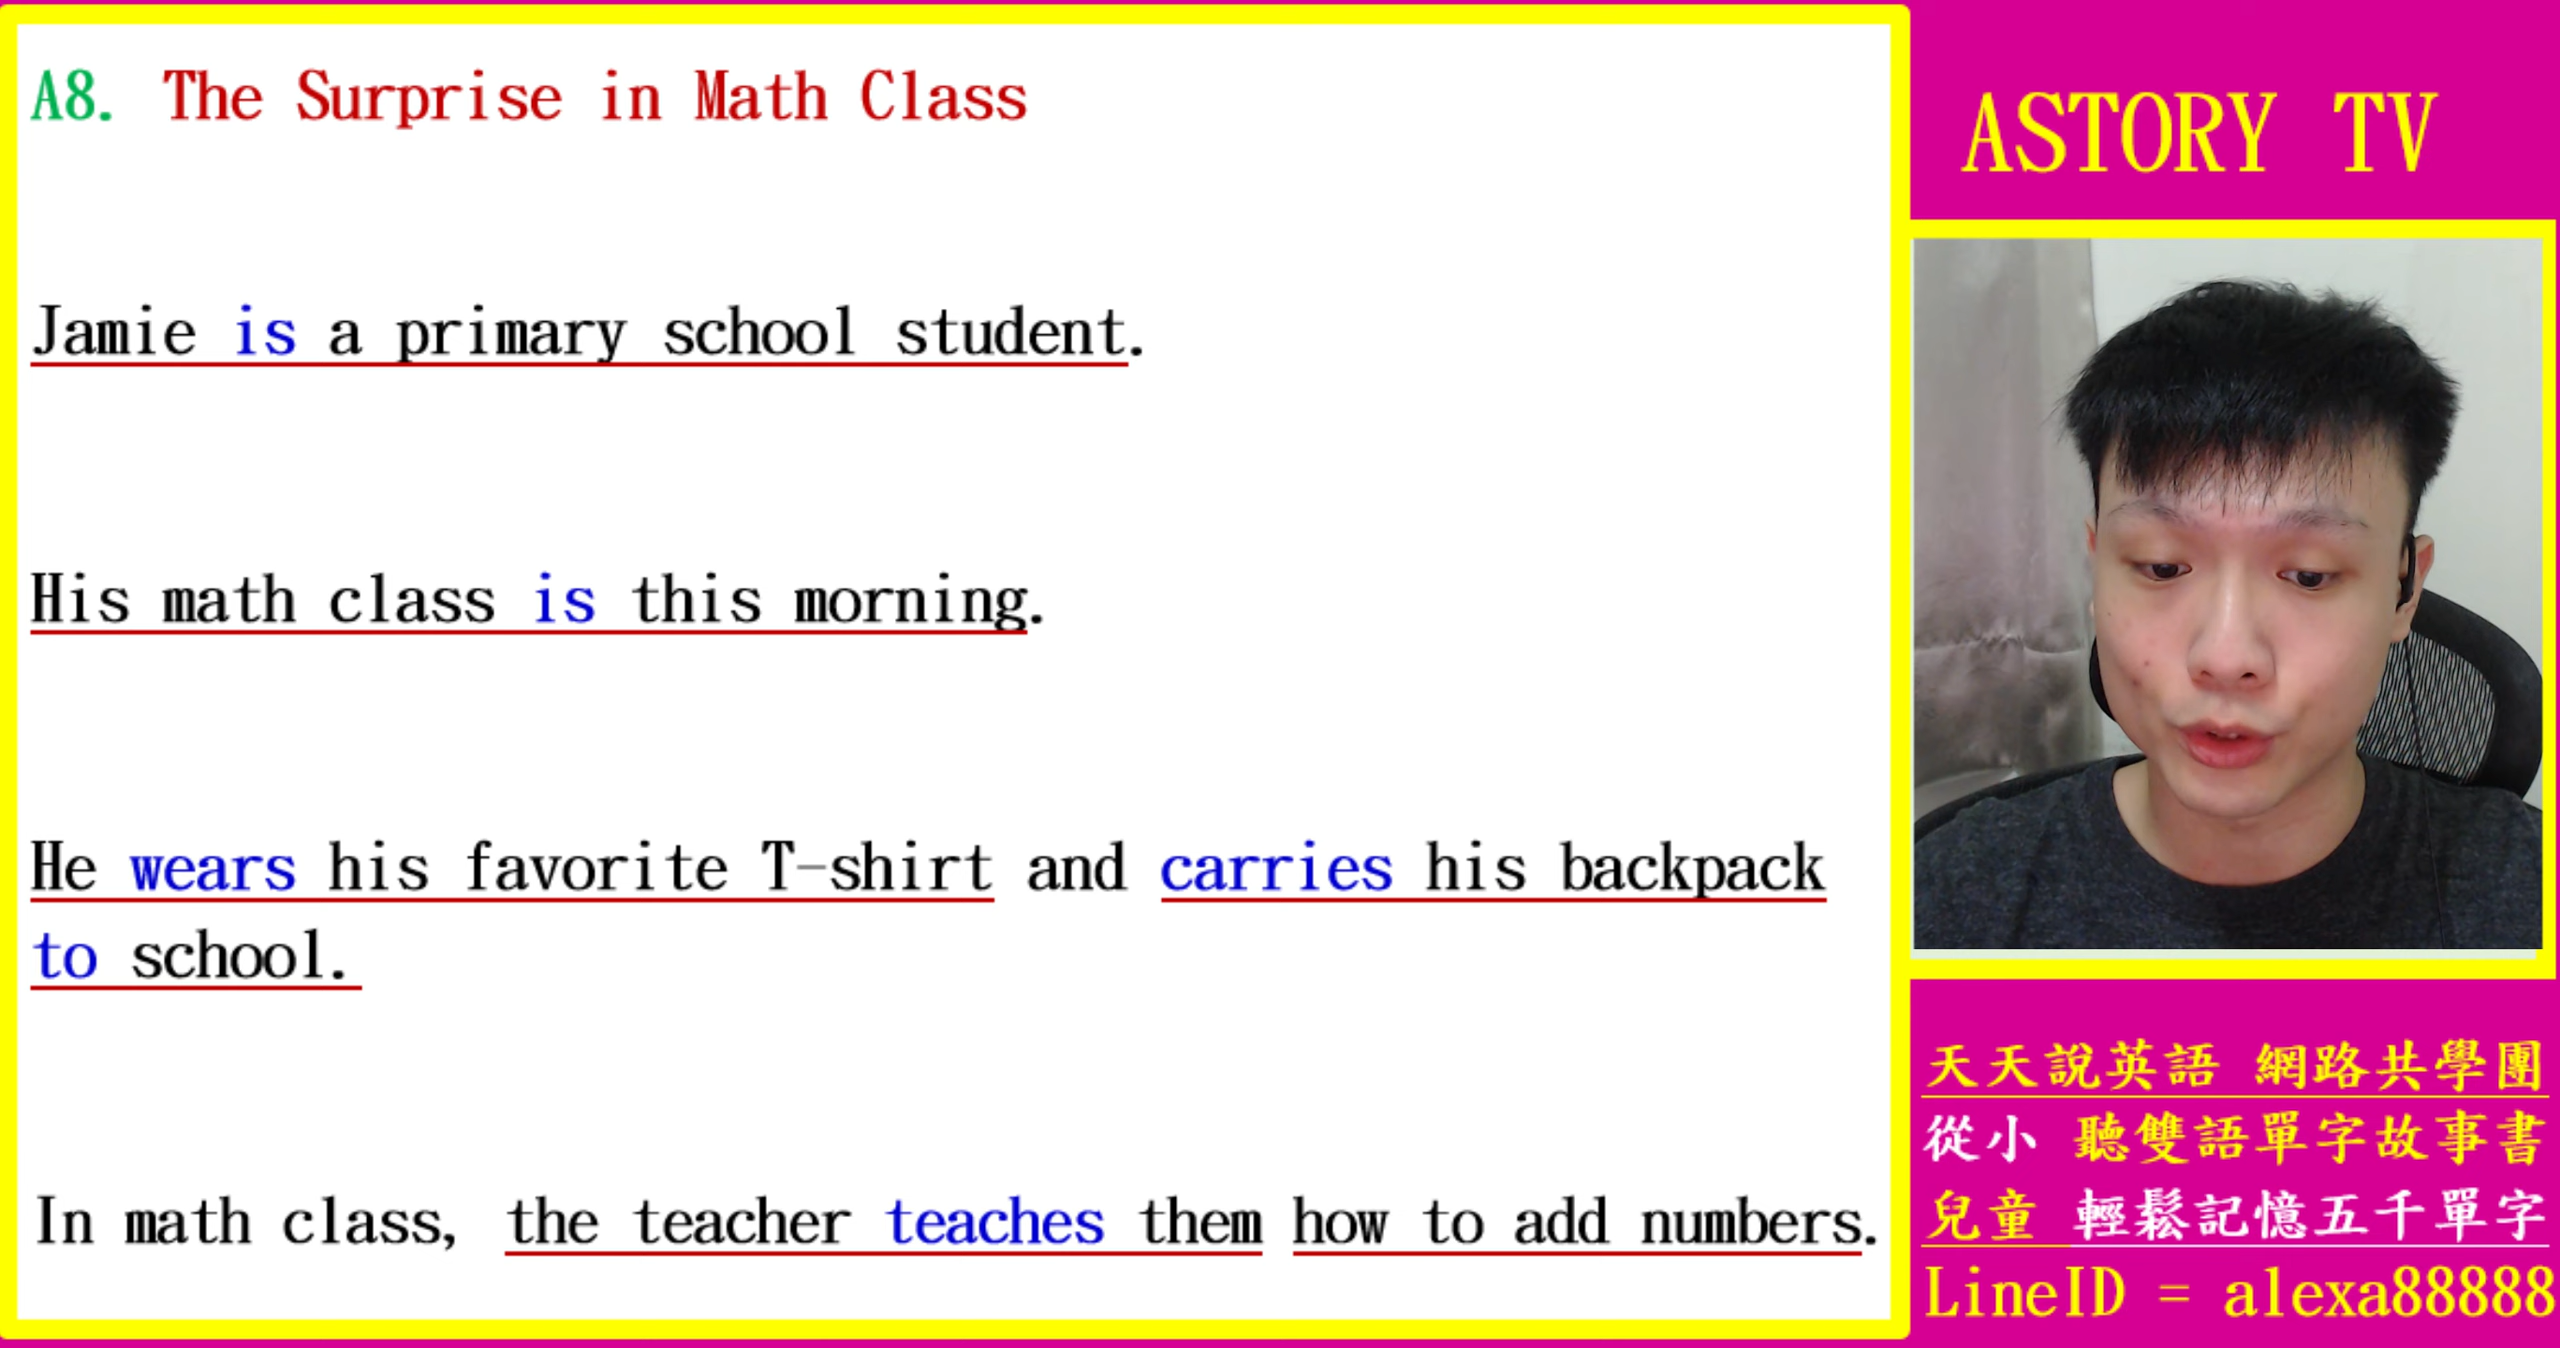 A8. The Surprise in Math Class
Jamie is a primary school student.
His math class is this morning.
He wears his favorite T-shirt and carries his backpack
to school.
In math class, the teacher teaches them how to add numbers.
ASTORY TV
天天說英語 網路共學團
從小 聽雙語單字故事書
兒童 輕鬆記憶五千單字
LineID = alexa88888